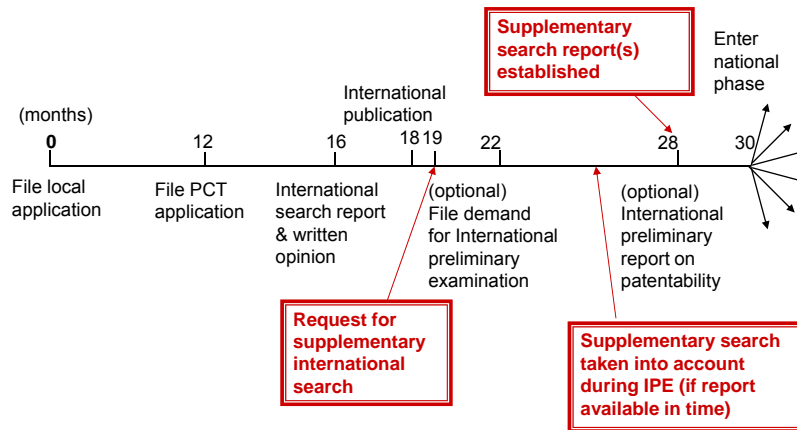 Supplementary
search report(s)
established
Enter
national
phase
International
publication
(months)
0
12
16
18
19
22
28
30
File local
application
File PCT
application
International
search report
& written
opinion
(optional)
File demand
for International
preliminary
examination
(optional)
International
preliminary
report on
patentability
Request for
supplementary
international
search
Supplementary search
taken into account
during IPE (if report
available in time)